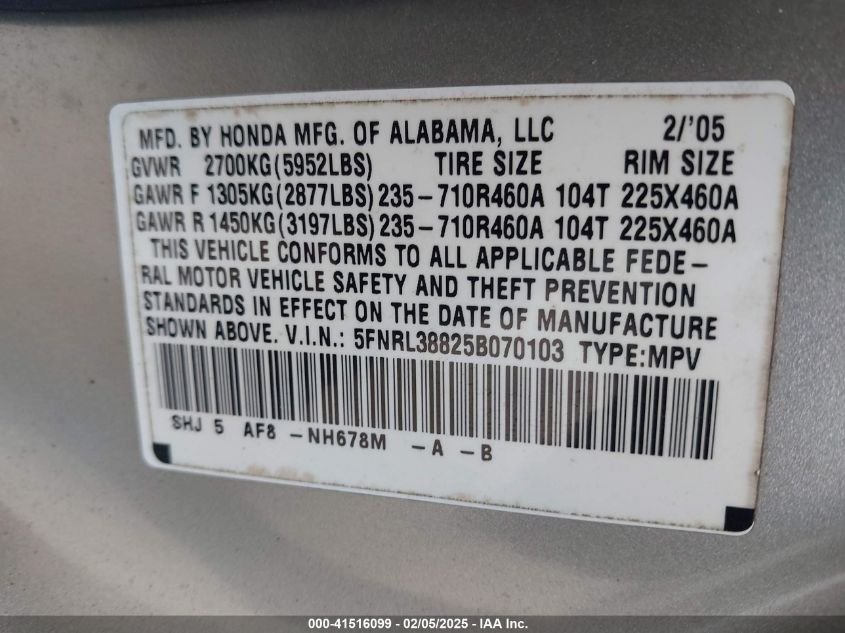 MFD. BY HONDA MFG. OF ALABAMA, LLC 2/'05
GVWR 2700KG(5952LBS) TIRE SIZE RIM SIZE
GAWR F 1305KG(2877LBS) 235-710R460A 104T 225X460A
GAWR R 1450KG(3197LBS) 235-710R460A 104T 225X460A
THIS VEHICLE CONFORMS TO ALL APPLICABLE FEDE-
RAL MOTOR VEHICLE SAFETY AND THEFT PREVENTION
STANDARDS IN EFFECT ON THE DATE OF MANUFACTURE
SHOWN ABOVE. V.I.N.: 5FNRL38825B070103 TYPE:MPV
SHJ 5 AF8 -NH678M -A -B
000-41516099 - 02/05/2025 - IAA Inc.